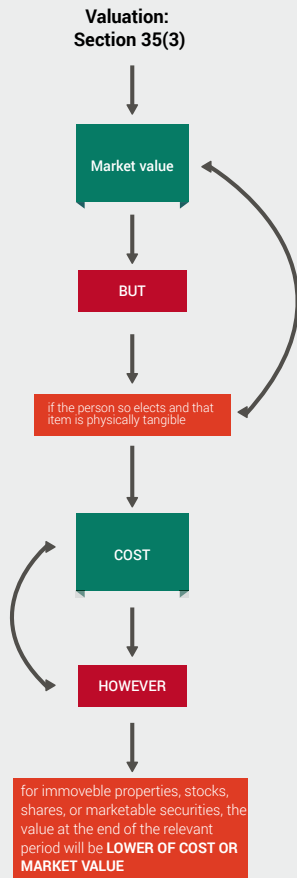 Valuation:
Section 35(3)
Market value
BUT
if the person so elects and that
item is physically tangible
COST
HOWEVER
for immoveble properties, stocks,
shares, or marketable securities, the
value at the end of the relevant
period will be LOWER OF COST OR
MARKET VALUE